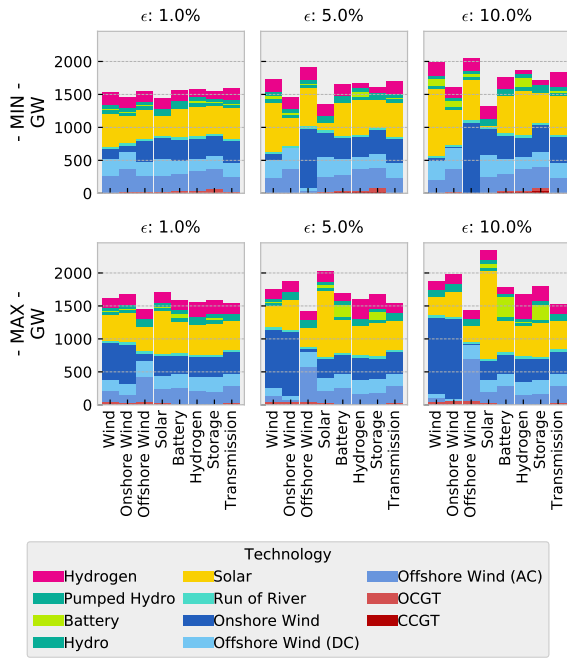 ϵ: 1.0%
ϵ: 5.0%
ϵ: 10.0%
- MIN -
GW
2000
1500
1000
500
0
ϵ: 1.0%
ϵ: 5.0%
ϵ: 10.0%
- MAX -
GW
2000
1500
1000
500
0
Wind
Onshore Wind
Offshore Wind
Solar
Battery
Hydrogen
Storage
Transmission
Wind
Onshore Wind
Offshore Wind
Solar
Battery
Hydrogen
Storage
Transmission
Wind
Onshore Wind
Offshore Wind
Solar
Battery
Hydrogen
Storage
Transmission
Technology
Hydrogen
Pumped Hydro
Battery
Hydro
Solar
Run of River
Onshore Wind
Offshore Wind (DC)
Offshore Wind (AC)
OCGT
CCGT